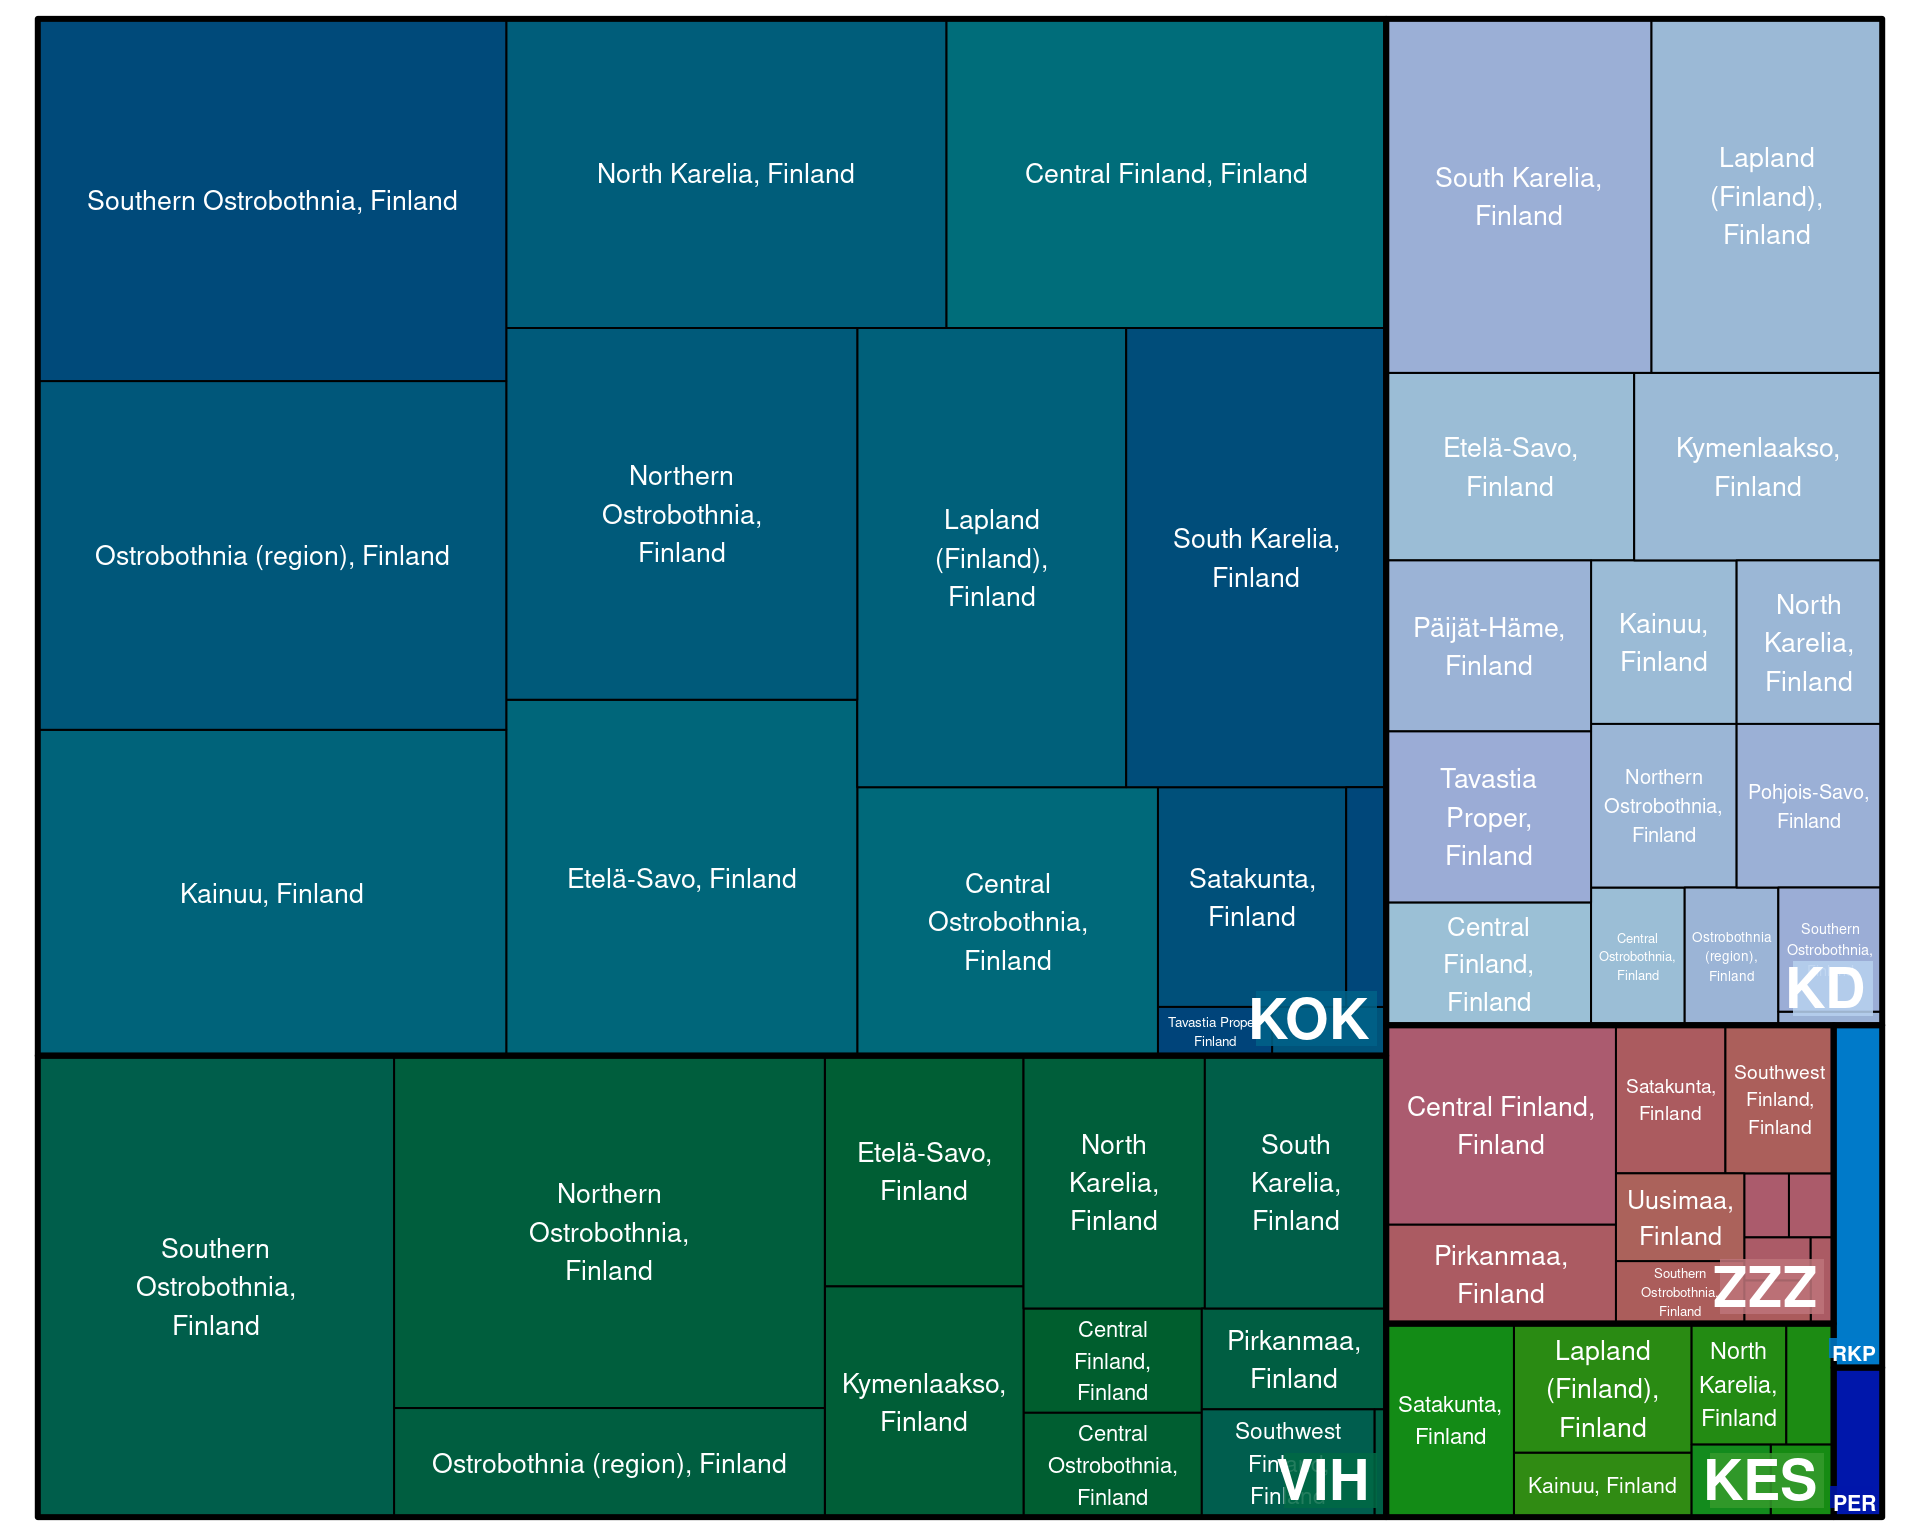 Southern Ostrobothnia, Finland
North Karelia, Finland
Central Finland, Finland
Ostrobothnia (region), Finland
Northern
Ostrobothnia,
Finland
Lapland
(Finland),
Finland
South Karelia,
Finland
Kainuu, Finland
Etelä-Savo, Finland
Central
Ostrobothnia,
Finland
Satakunta,
Finland
Tavastia Prope
Finland
KOK
South Karelia,
Finland
Lapland
(Finland),
Finland
Etelä-Savo,
Finland
Kymenlaakso,
Finland
Päijät-Häme,
Finland
Kainuu,
Finland
North
Karelia,
Finland
Tavastia
Proper,
Finland
Northern
Ostrobothnia,
Finland
Pohjois-Savo,
Finland
Central
Finland,
Finland
Central
Ostrobothnia,
Finland
Ostrobothnia
(region),
Finland
Southern
Ostrobothnia,
KD
Southern
Ostrobothnia,
Finland
Northern
Ostrobothnia,
Finland
Ostrobothnia (region), Finland
Etelä-Savo,
Finland
Kymenlaakso,
Finland
North
Karelia,
Finland
South
Karelia,
Finland
Central
Finland,
Finland
Pirkanmaa,
Finland
Central
Ostrobothnia,
Finland
Southwest
Finland,
Finland
VIH
Central Finland,
Finland
Satakunta,
Finland
Southwest
Finland,
Finland
Pirkanmaa,
Finland
Uusimaa,
Finland
Southern
Ostrobothnia,
Finland
ZZZ
Satakunta,
Finland
Lapland
(Finland),
Finland
North
Karelia,
Finland
Kainuu, Finland
KES
RKP
PER